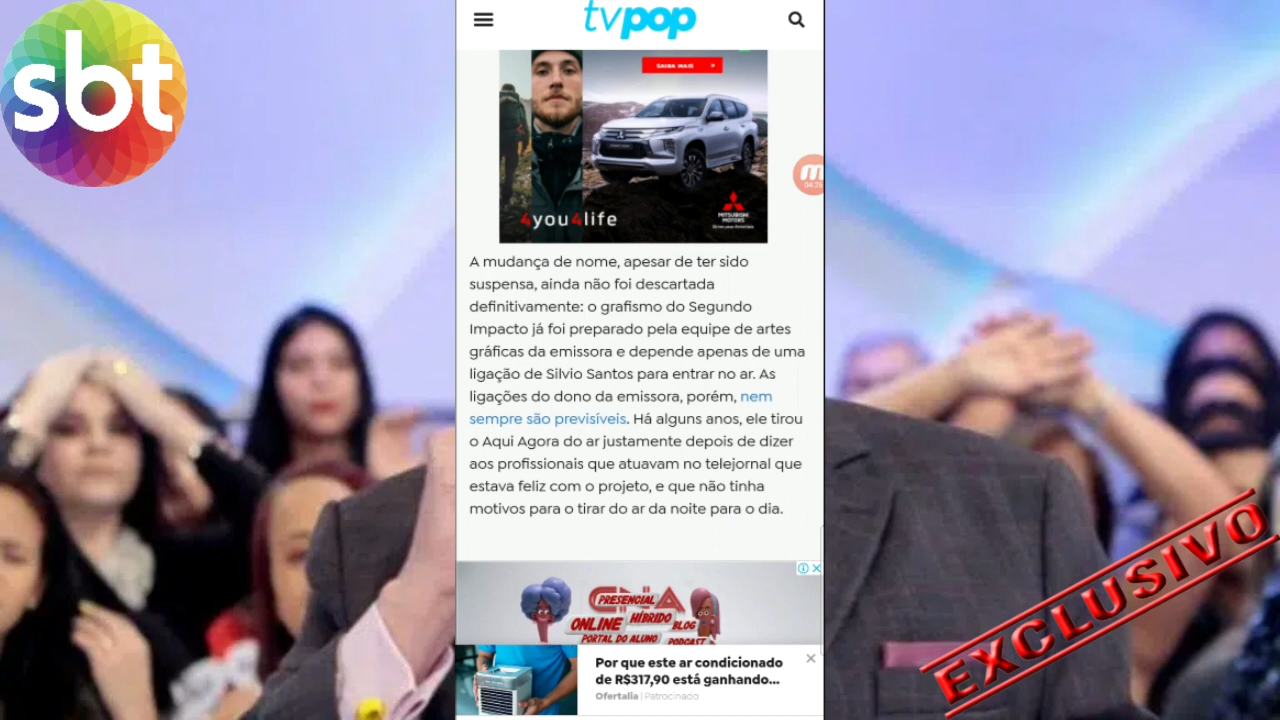 sbt
tvpop
SAIBA MAIS >
04:26
4you4life
MITSUBISHI
MOTORS
A mudança de nome, apesar de ter sido
suspensa, ainda não foi descartada
definitivamente: o grafismo do Segundo
Impacto já foi preparado pela equipe de artes
gráficas da emissora e depende apenas de uma
ligação de Silvio Santos para entrar no ar. As
ligações do dono da emissora, porém, nem
sempre são previsíveis. Há alguns anos, ele tirou
o Aqui Agora do ar justamente depois de dizer
aos profissionais que atuavam no telejornal que
estava feliz com o projeto, e que não tinha
motivos para o tirar do ar da noite para o dia.
CNA
PRESENCIAL
ONLINE HÍBRIDO BLOG
PORTAL DO ALUNO PODCAST
Por que este ar condicionado
de R$317,90 está ganhando...
Ofertalia | Patrocinado
EXCLUSIVO